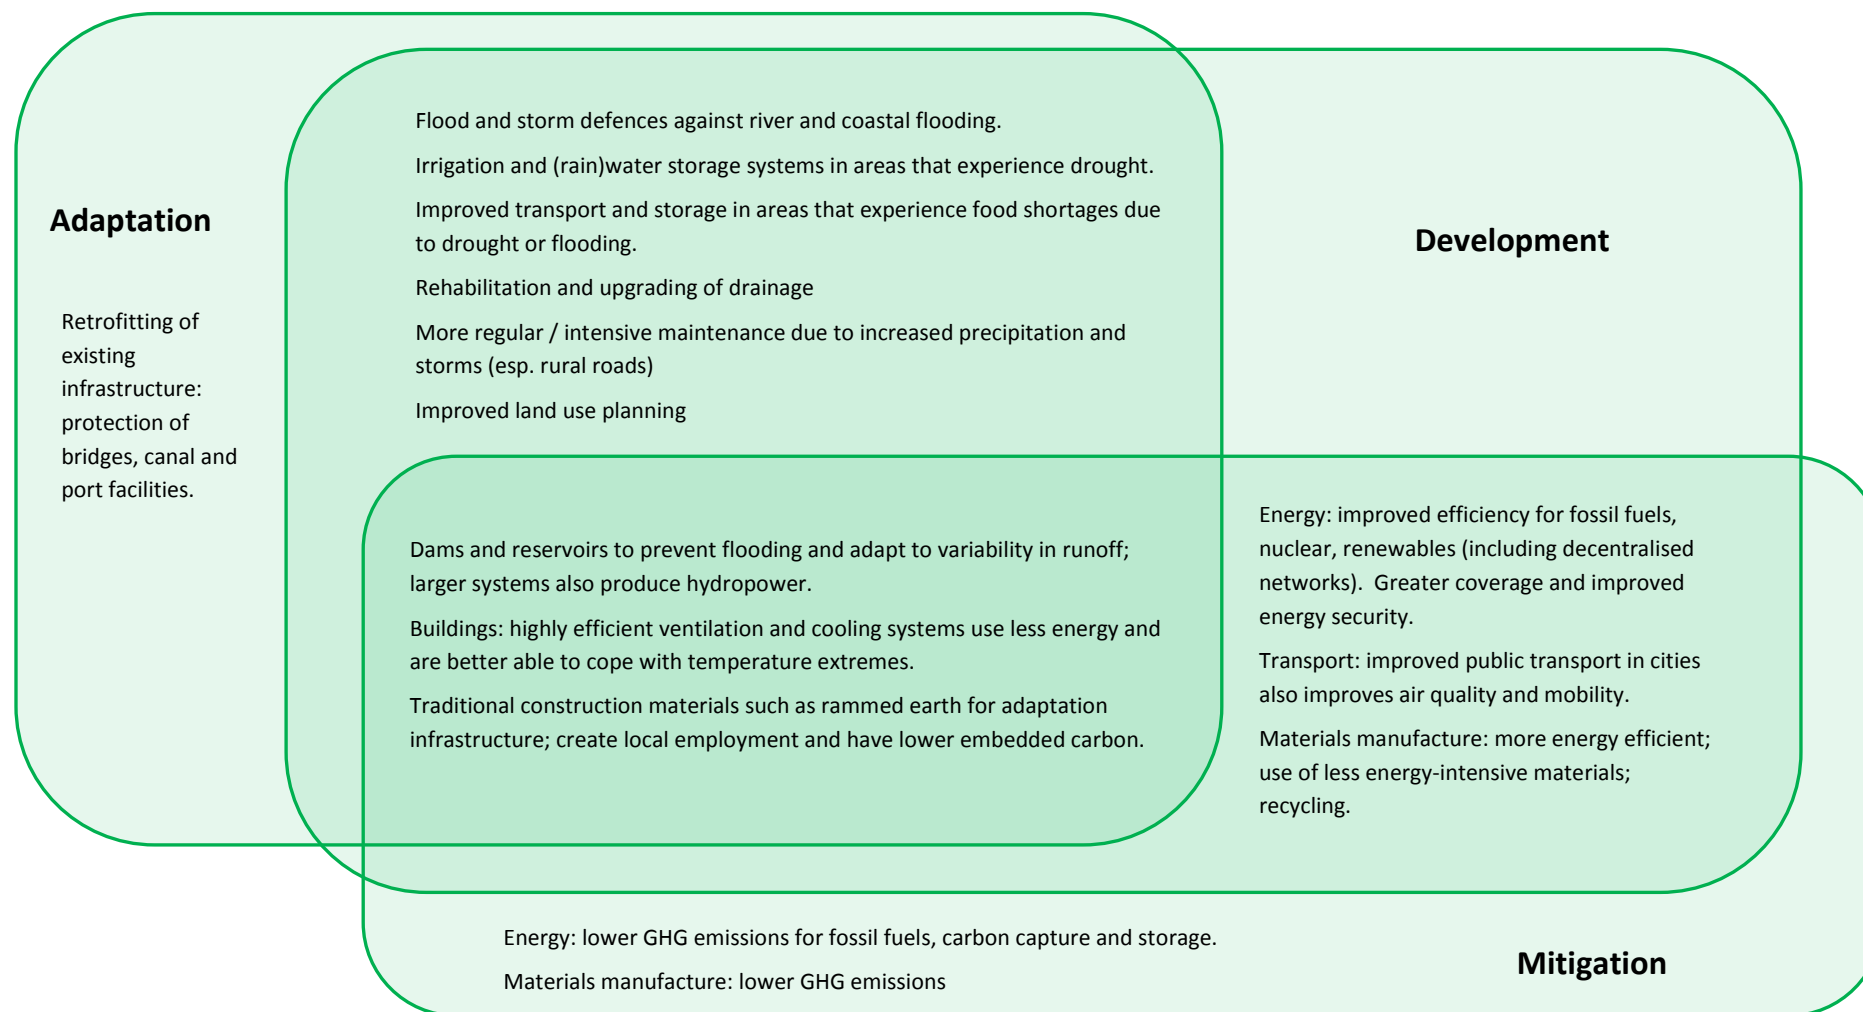 Adaptation
Retrofitting of
existing
infrastructure:
protection of
bridges, canal and
port facilities.
Flood and storm defences against river and coastal flooding.
Irrigation and (rain)water storage systems in areas that experience drought.
Improved transport and storage in areas that experience food shortages due
to drought or flooding.
Rehabilitation and upgrading of drainage
More regular / intensive maintenance due to increased precipitation and
storms (esp. rural roads)
Improved land use planning
Development
Dams and reservoirs to prevent flooding and adapt to variability in runoff;
larger systems also produce hydropower.
Buildings: highly efficient ventilation and cooling systems use less energy and
are better able to cope with temperature extremes.
Traditional construction materials such as rammed earth for adaptation
infrastructure; create local employment and have lower embedded carbon.
Energy: improved efficiency for fossil fuels,
nuclear, renewables (including decentralised
networks).  Greater coverage and improved
energy security.
Transport: improved public transport in cities
also improves air quality and mobility.
Materials manufacture: more energy efficient;
use of less energy-intensive materials;
recycling.
Energy: lower GHG emissions for fossil fuels, carbon capture and storage.
Materials manufacture: lower GHG emissions
Mitigation